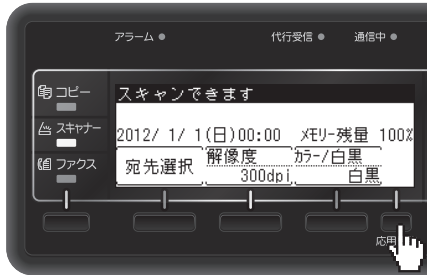 アラーム
代行受信
通信中
コピー
スキャナー
ファクス
スキャンできます
2012/ 1/ 1(日)00:00 メモリー残量 100%
宛先選択
解像度
300dpi
カラー/白黒
白黒
応用